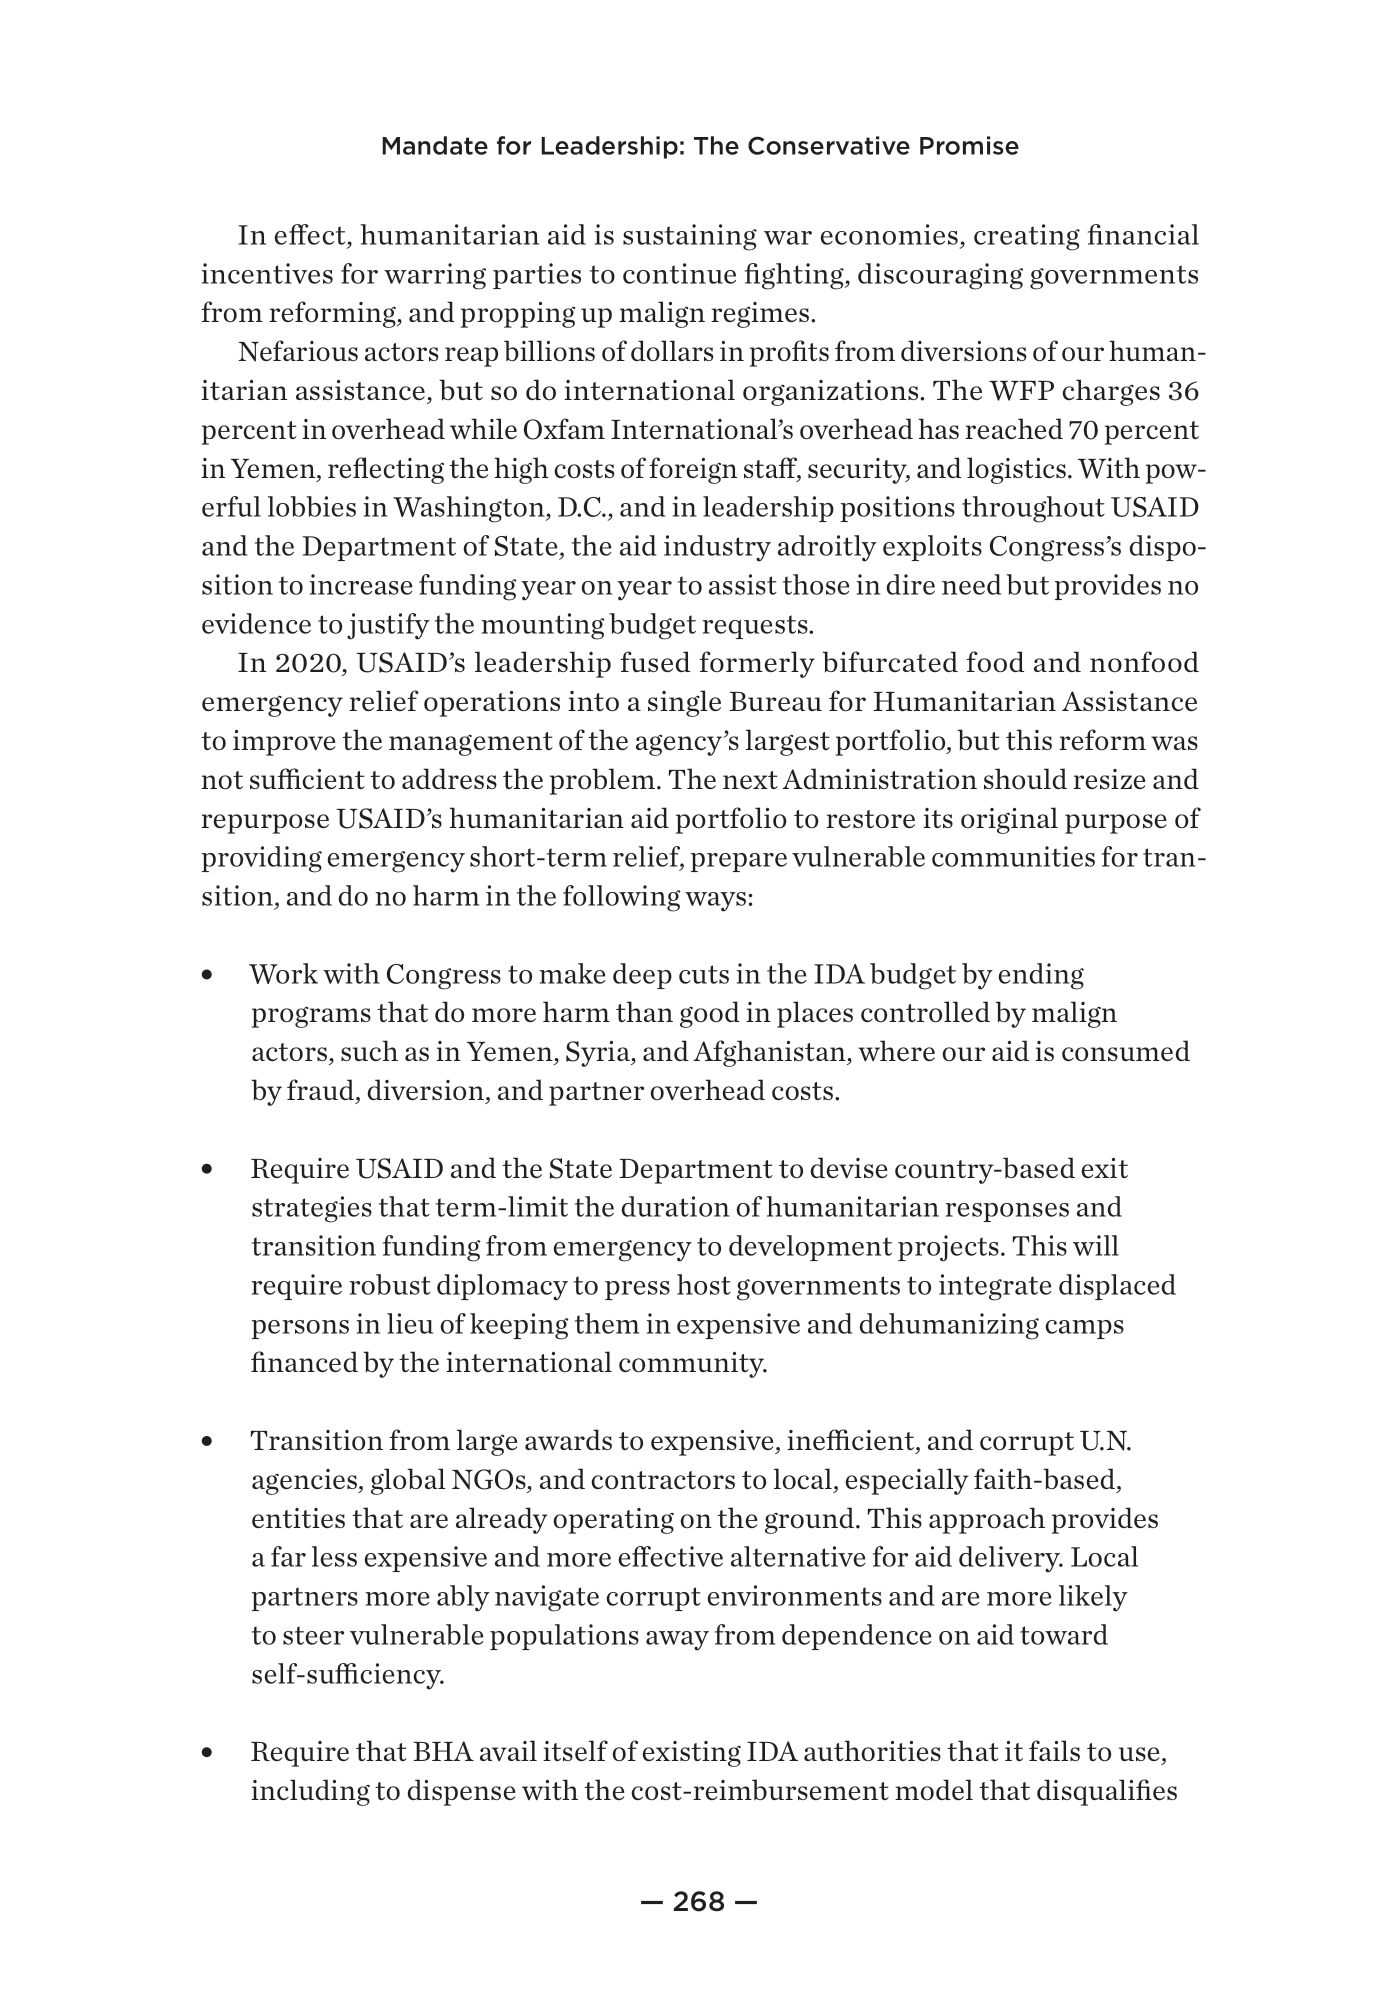 Mandate for Leadership: The Conservative Promise
In effect, humanitarian aid is sustaining war economies, creating financial
incentives for warring parties to continue fighting, discouraging governments
from reforming, and propping up malign regimes.
Nefarious actors reap billions of dollars in profits from diversions of our human-
itarian assistance, but so do international organizations. The WFP charges 36
percent in overhead while Oxfam International’s overhead has reached 70 percent
in Yemen, reflecting the high costs of foreign staff, security, and logistics. With pow-
erful lobbies in Washington, D.C., and in leadership positions throughout USAID
and the Department of State, the aid industry adroitly exploits Congress’s dispo-
sition to increase funding year on year to assist those in dire need but provides no
evidence to justify the mounting budget requests.
In 2020, USAID’s leadership fused formerly bifurcated food and nonfood
emergency relief operations into a single Bureau for Humanitarian Assistance
to improve the management of the agency’s largest portfolio, but this reform was
not sufficient to address the problem. The next Administration should resize and
repurpose USAID’s humanitarian aid portfolio to restore its original purpose of
providing emergency short-term relief, prepare vulnerable communities for tran-
sition, and do no harm in the following ways:
• Work with Congress to make deep cuts in the IDA budget by ending
programs that do more harm than good in places controlled by malign
actors, such as in Yemen, Syria, and Afghanistan, where our aid is consumed
by fraud, diversion, and partner overhead costs.
• Require USAID and the State Department to devise country-based exit
strategies that term-limit the duration of humanitarian responses and
transition funding from emergency to development projects. This will
require robust diplomacy to press host governments to integrate displaced
persons in lieu of keeping them in expensive and dehumanizing camps
financed by the international community.
• Transition from large awards to expensive, inefficient, and corrupt U.N.
agencies, global NGOs, and contractors to local, especially faith-based,
entities that are already operating on the ground. This approach provides
a far less expensive and more effective alternative for aid delivery. Local
partners more ably navigate corrupt environments and are more likely
to steer vulnerable populations away from dependence on aid toward
self-sufficiency.
• Require that BHA avail itself of existing IDA authorities that it fails to use,
including to dispense with the cost-reimbursement model that disqualifies
— 268 —